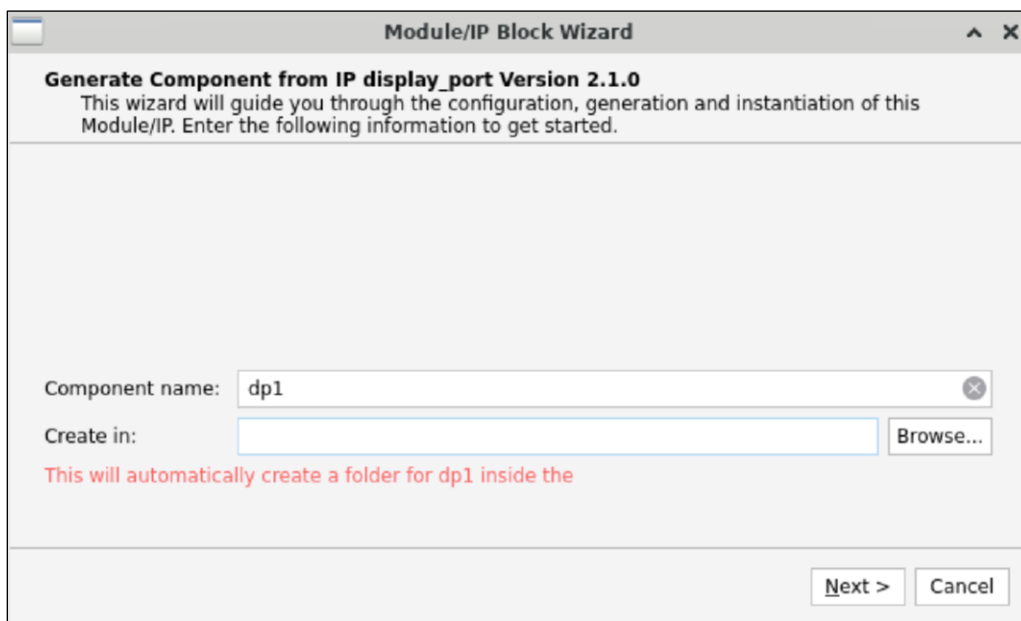 Module/IP Block Wizard
Generate Component from IP display_port Version 2.1.0
This wizard will guide you through the configuration, generation and instantiation of this
Module/IP. Enter the following information to get started.
Component name: dp1
Create in: Browse...
This will automatically create a folder for dp1 inside the
Next > Cancel